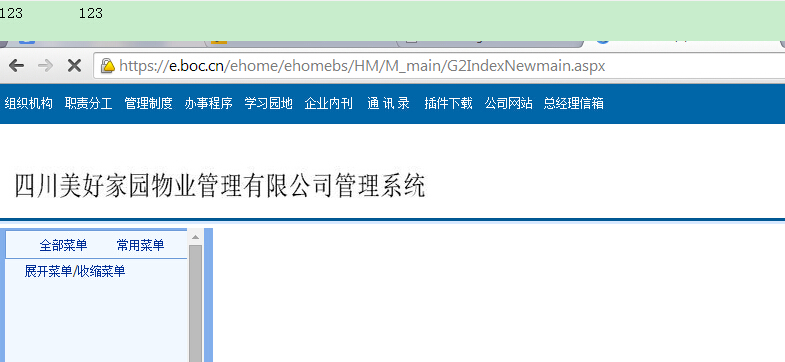 123 123
https://e.boc.cn/ehome/ehomebs/HM/M_main/G2IndexNewmain.aspx
组织机构 职责分工 管理制度 办事程序 学习园地 企业内刊 通 讯 录 插件下载 公司网站 总经理信箱
四川美好家园物业管理有限公司管理系统
全部菜单 常用菜单
展开菜单/收缩菜单